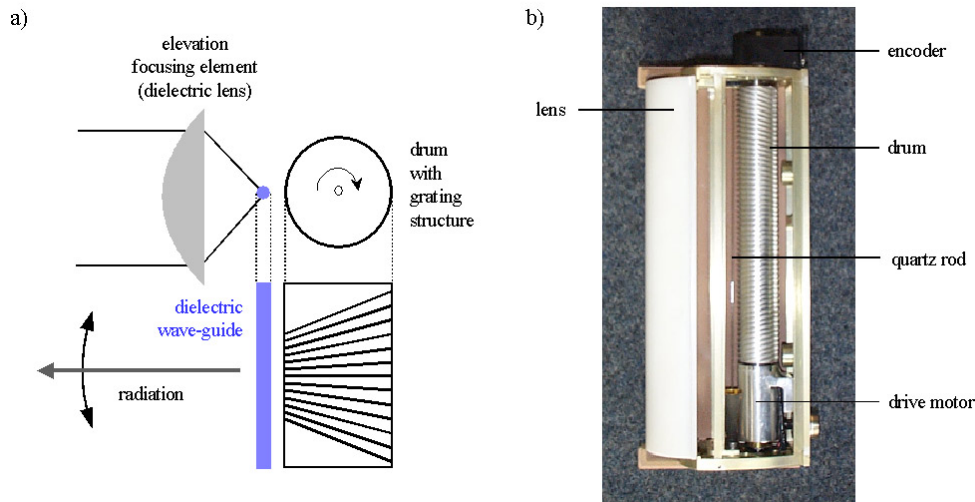 a)
elevation
focusing element
(dielectric lens)
drum
with
grating
structure
dielectric
wave-guide
radiation
b)
encoder
lens
drum
quartz rod
drive motor